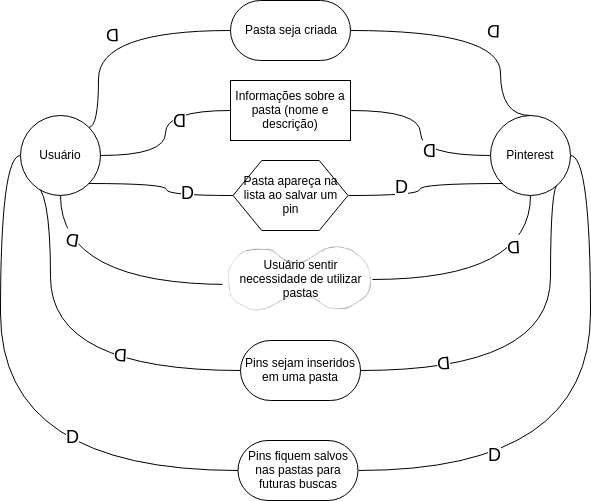 D
Pasta seja criada
D
Informações sobre a
pasta (nome e
descrição)
D
D
Usuário
Pinterest
Pasta apareça na
lista ao salvar um
pin
D
D
Usuário sentir
necessidade de utilizar
pastas
D
D
Pins sejam inseridos
em uma pasta
D
D
Pins fiquem salvos
nas pastas para
futuras buscas
D
D